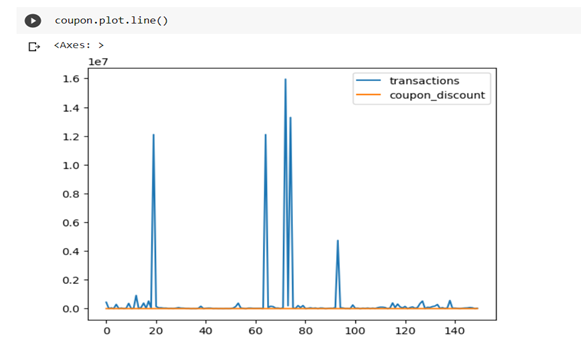 coupon.plot.line()
<Axes: >
1e7
transactions
coupon_discount
1.6
1.4
1.2
1.0
0.8
0.6
0.4
0.2
0.0
0 20 40 60 80 100 120 140